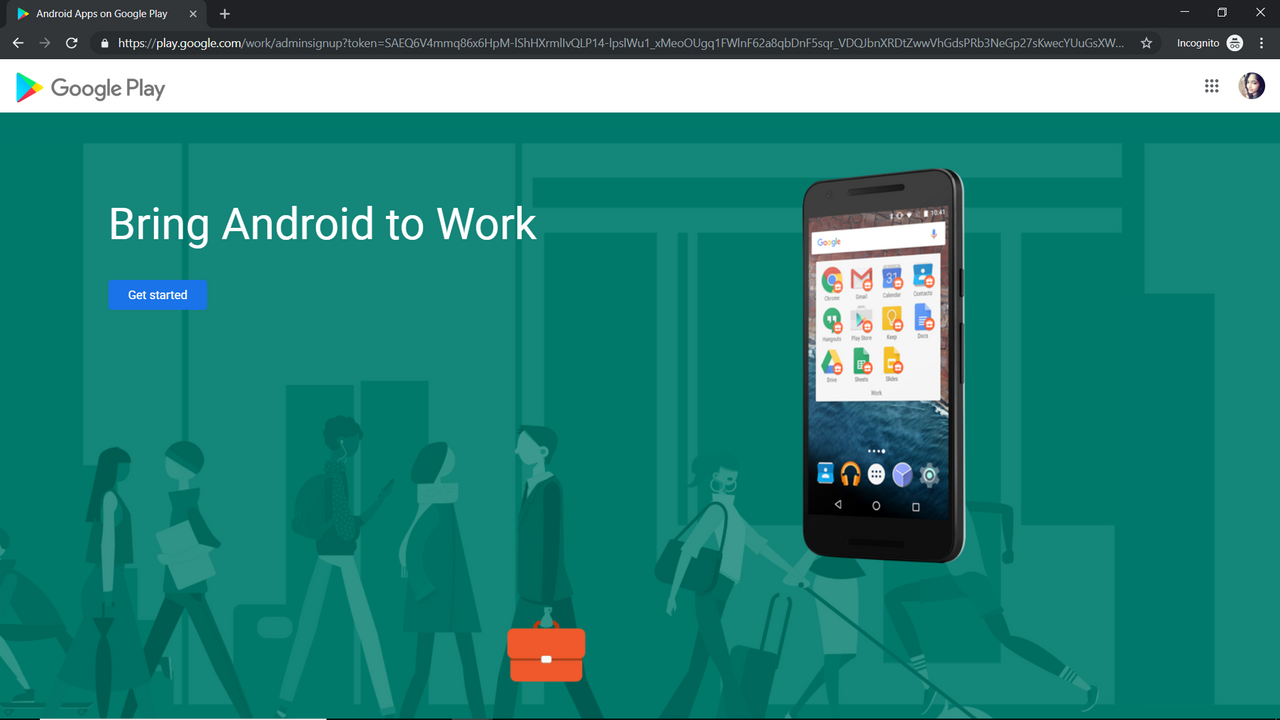 Android Apps on Google Play
https://play.google.com/work/adminsignup?token=SAEQ6V4mmq86x6HpM-lShHXrmlIvQLP14-lpslWu1_xMeoOUgq1FWlnF62a8qbDnF5sqr_VDQJbnXRDtZwwVhGdsPRb3NeGp27sKwecYUuGsXW...
Incognito
Google Play
Bring Android to Work
Get started
10:41
Google
Chrome
Gmail
Calendar
Contacts
31
Hangouts
Play Store
Keep
Docs
Drive
Sheets
Slides
Work